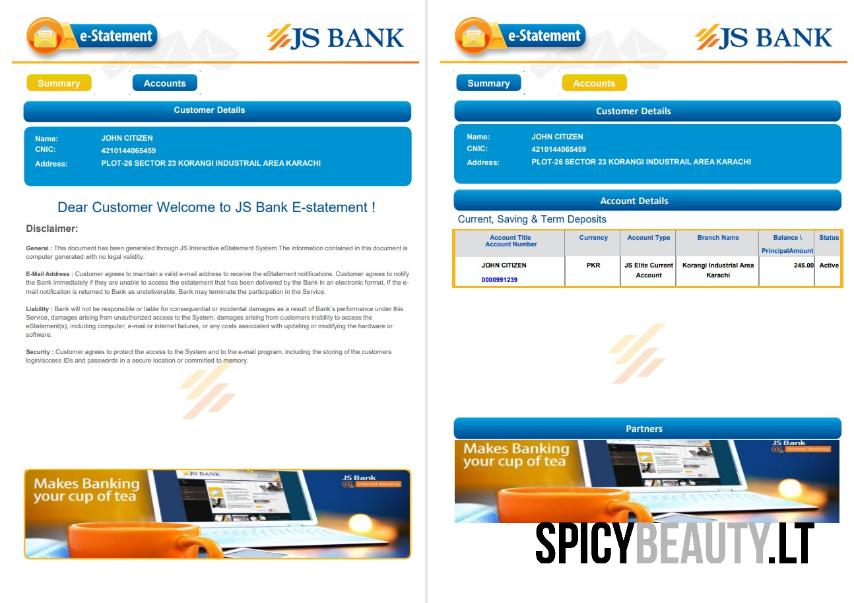 e-Statement
JS BANK
Summary
Accounts
Customer Details
Name: JOHN CITIZEN
CNIC: 4210144065459
Address: PLOT-26 SECTOR 23 KORANGI INDUSTRAIL AREA KARACHI
Dear Customer Welcome to JS Bank E-statement !
Disclaimer:
General : This document has been generated through JS Interactive eStatement System.The information contained in this document is
computer generated with no legal validity.
E-Mail Address : Customer agrees to maintain a valid e-mail address to receive the eStatement notifications. Customer agrees to notify
the Bank immediately if they are unable to access the estatement that has been delivered by the Bank in an electronic format. If the e-
mail notification is returned to Bank as undeliverable, Bank may terminate the participation in the Service.
Liability : Bank will not be responsible or liable for consequential or incidental damages as a result of Bank's performance under this
Service, damages arising from unauthorized access to the System, damages arising from customers inability to access the
eStatement(s), including computer, e-mail or internet failures, or any costs associated with updating or modifying the hardware or
software.
Security : Customer agrees to protect the access to the System and to the e-mail program, including the storing of the customers
login/access IDs and passwords in a secure location or committed to memory.
Makes Banking
your cup of tea
JS BANK
JS Bank
Internet Banking
e-Statement
JS BANK
Summary
Accounts
Customer Details
Name: JOHN CITIZEN
CNIC: 4210144065459
Address: PLOT-26 SECTOR 23 KORANGI INDUSTRAIL AREA KARACHI
Account Details
Current, Saving & Term Deposits
Account Title
Account Number
Currency
Account Type
Branch Name
Balance \
PrincipalAmount
Status
JOHN CITIZEN
0000991239
PKR
JS Elite Current
Account
Korangi Industrial Area
Karachi
245.00
Active
Partners
Makes Banking
your cup of tea
JS Bank
Internet Banking
SPICYBEAUTY.LT